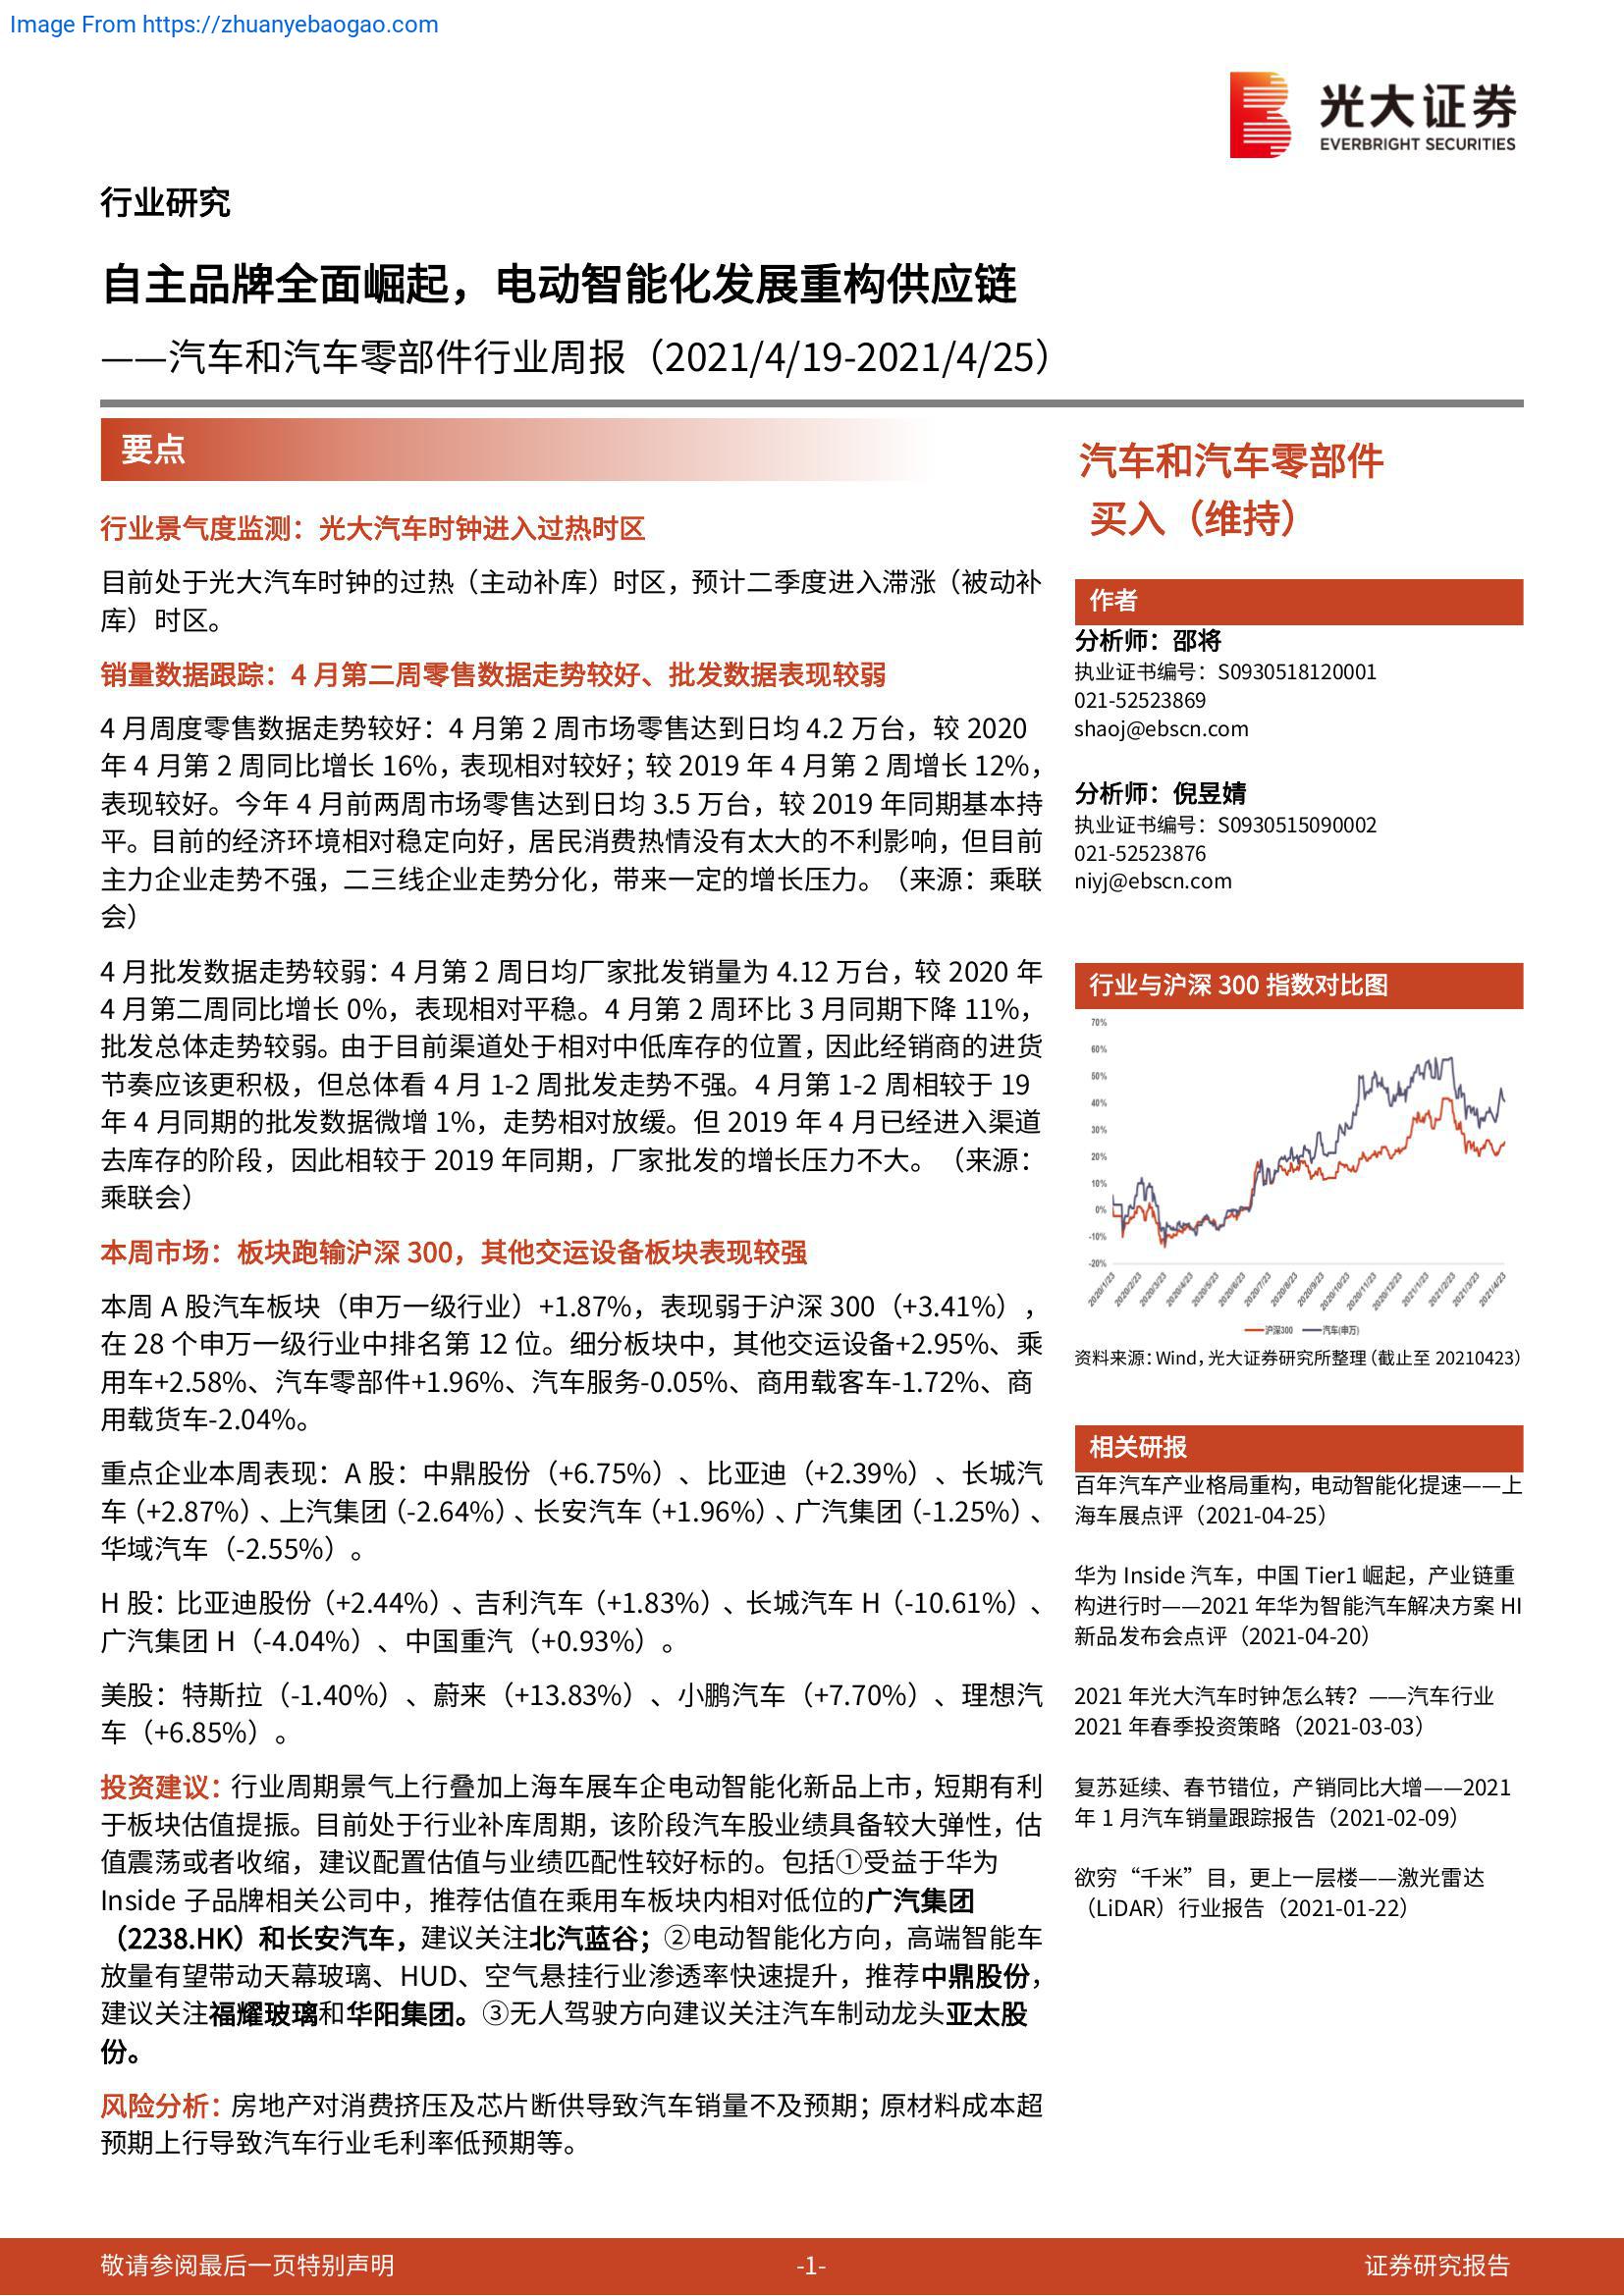 Image From https://zhuanyebaogao.com
光大证券
EVERBRIGHT SECURITIES
行业研究
自主品牌全面崛起，电动智能化发展重构供应链
——汽车和汽车零部件行业周报（2021/4/19-2021/4/25）
要点
行业景气度监测：光大汽车时钟进入过热时区
目前处于光大汽车时钟的过热（主动补库）时区，预计二季度进入滞涨（被动补
库）时区。
销量数据跟踪：4 月第二周零售数据走势较好、批发数据表现较弱
4 月周度零售数据走势较好：4 月第 2 周市场零售达到日均 4.2 万台，较 2020
年 4 月第 2 周同比增长 16%，表现相对较好；较 2019 年 4 月第 2 周增长 12%，
表现较好。今年 4 月前两周市场零售达到日均 3.5 万台，较 2019 年同期基本持
平。目前的经济环境相对稳定向好，居民消费热情没有太大的不利影响，但目前
主力企业走势不强，二三线企业走势分化，带来一定的增长压力。（来源：乘联
会）
4 月批发数据走势较弱：4 月第 2 周日均厂家批发销量为 4.12 万台，较 2020 年
4 月第二周同比增长 0%，表现相对平稳。4 月第 2 周环比 3 月同期下降 11%，
批发总体走势较弱。由于目前渠道处于相对中低库存的位置，因此经销商的进货
节奏应该更积极，但总体看 4 月 1-2 周批发走势不强。4 月第 1-2 周相较于 19
年 4 月同期的批发数据微增 1%，走势相对放缓。但 2019 年 4 月已经进入渠道
去库存的阶段，因此相较于 2019 年同期，厂家批发的增长压力不大。（来源：
乘联会）
本周市场：板块跑输沪深 300，其他交运设备板块表现较强
本周 A 股汽车板块（申万一级行业）+1.87%，表现弱于沪深 300（+3.41%），
在 28 个申万一级行业中排名第 12 位。细分板块中，其他交运设备+2.95%、乘
用车+2.58%、汽车零部件+1.96%、汽车服务-0.05%、商用载客车-1.72%、商
用载货车-2.04%。
重点企业本周表现：A 股：中鼎股份（+6.75%）、比亚迪（+2.39%）、长城汽
车（+2.87%）、上汽集团（-2.64%）、长安汽车（+1.96%）、广汽集团（-1.25%）、
华域汽车（-2.55%）。
H 股：比亚迪股份（+2.44%）、吉利汽车（+1.83%）、长城汽车 H（-10.61%）、
广汽集团 H（-4.04%）、中国重汽（+0.93%）。
美股：特斯拉（-1.40%）、蔚来（+13.83%）、小鹏汽车（+7.70%）、理想汽
车（+6.85%）。
投资建议：行业周期景气上行叠加上海车展车企电动智能化新品上市，短期有利
于板块估值提振。目前处于行业补库周期，该阶段汽车股业绩具备较大弹性，估
值震荡或者收缩，建议配置估值与业绩匹配性较好标的。包括①受益于华为
Inside 子品牌相关公司中，推荐估值在乘用车板块内相对低位的广汽集团
（2238.HK）和长安汽车，建议关注北汽蓝谷；②电动智能化方向，高端智能车
放量有望带动天幕玻璃、HUD、空气悬挂行业渗透率快速提升，推荐中鼎股份，
建议关注福耀玻璃和华阳集团。③无人驾驶方向建议关注汽车制动龙头亚太股
份。
风险分析：房地产对消费挤压及芯片断供导致汽车销量不及预期；原材料成本超
预期上行导致汽车行业毛利率低预期等。
汽车和汽车零部件
买入（维持）
作者
分析师：邵将
执业证书编号：S0930518120001
021-52523869
shaoj@ebscn.com
分析师：倪昱婧
执业证书编号：S0930515090002
021-52523876
niyj@ebscn.com
行业与沪深 300 指数对比图
70%
60%
50%
40%
30%
20%
10%
0%
-10%
-20%
2020/1/23 2020/2/23 2020/3/23 2020/4/23 2020/5/23 2020/6/23 2020/7/23 2020/8/23 2020/9/23 2020/10/23 2020/11/23 2020/12/23 2021/1/23 2021/2/23 2021/3/23 2021/4/23
沪深300 汽车(申万)
资料来源：Wind，光大证券研究所整理（截止至 20210423）
相关研报
百年汽车产业格局重构，电动智能化提速——上
海车展点评（2021-04-25）
华为 Inside 汽车，中国 Tier1 崛起，产业链重
构进行时——2021 年华为智能汽车解决方案 HI
新品发布会点评（2021-04-20）
2021 年光大汽车时钟怎么转？——汽车行业
2021 年春季投资策略（2021-03-03）
复苏延续、春节错位，产销同比大增——2021
年 1 月汽车销量跟踪报告（2021-02-09）
欲穷“千米”目，更上一层楼——激光雷达
（LiDAR）行业报告（2021-01-22）
敬请参阅最后一页特别声明
-1-
证券研究报告